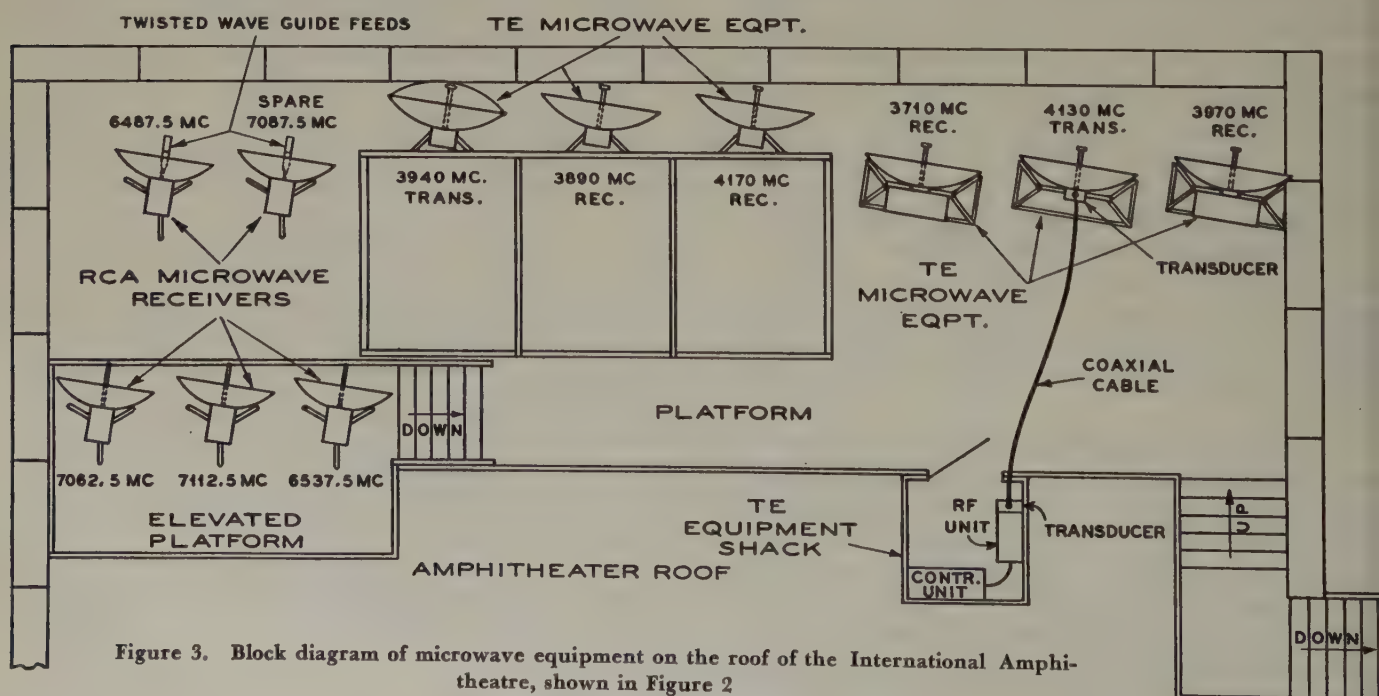 TWISTED WAVE GUIDE FEEDS
TE MICROWAVE EQPT.
6487.5 MC
SPARE
7087.5 MC
3940 MC.
TRANS.
3890 MC
REC.
4170 MC
REC.
3710 MC
REC.
4130 MC
TRANS.
3970 MC
REC.
RCA MICROWAVE
RECEIVERS
TE
MICROWAVE
EQPT.
TRANSDUCER
COAXIAL
CABLE
PLATFORM
DOWN
7062.5 MC
7112.5 MC
6537.5 MC
ELEVATED
PLATFORM
AMPHITHEATER ROOF
TE
EQUIPMENT
SHACK
RF
UNIT
TRANSDUCER
CONTR.
UNIT
UP
DOWN
Figure 3. Block diagram of microwave equipment on the roof of the International Amphi-
theatre, shown in Figure 2